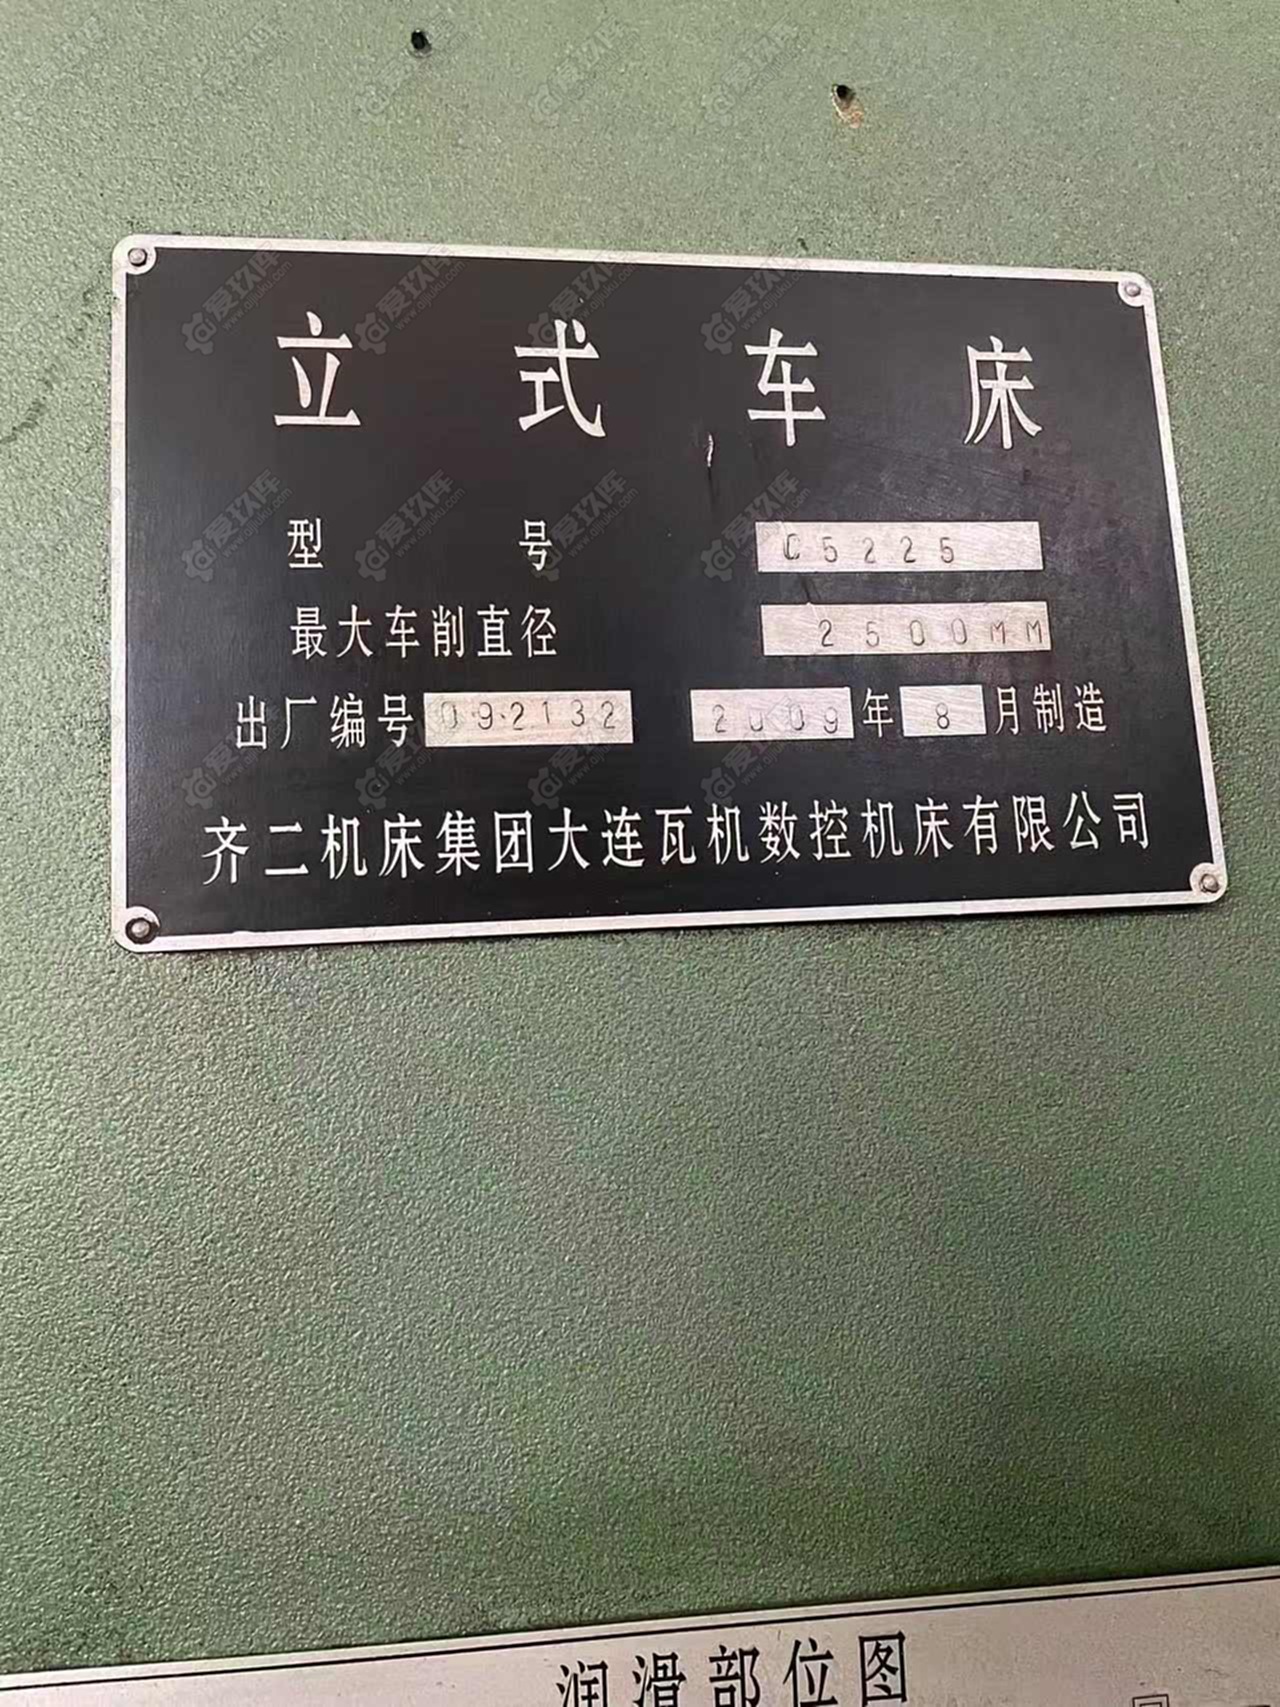 立式车床
型号 C5225
最大车削直径 2500MM
出厂编号 092132 2009年8月制造
齐二机床集团大连瓦机数控机床有限公司
润滑部位图